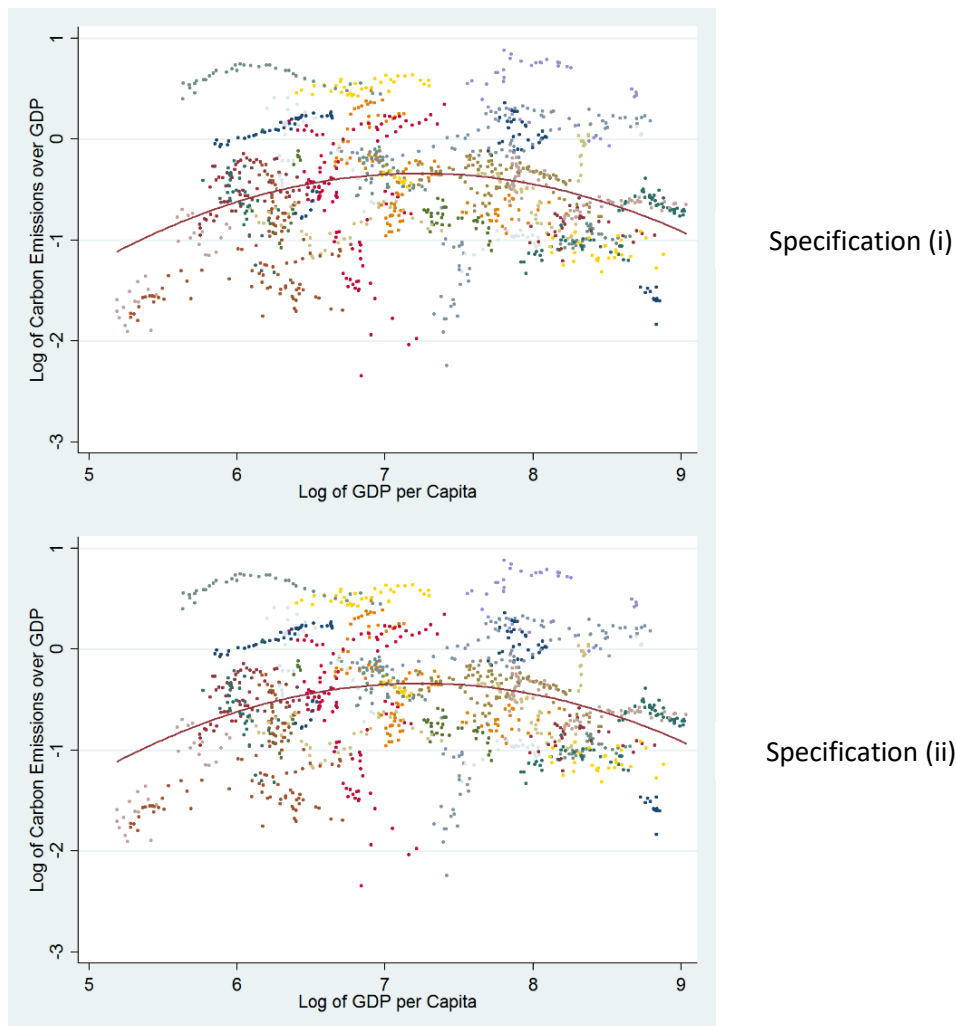 1
0
-1
-2
-3
Log of Carbon Emissions over GDP
5 6 7 8 9
Log of GDP per Capita
Specification (i)
1
0
-1
-2
-3
Log of Carbon Emissions over GDP
5 6 7 8 9
Log of GDP per Capita
Specification (ii)